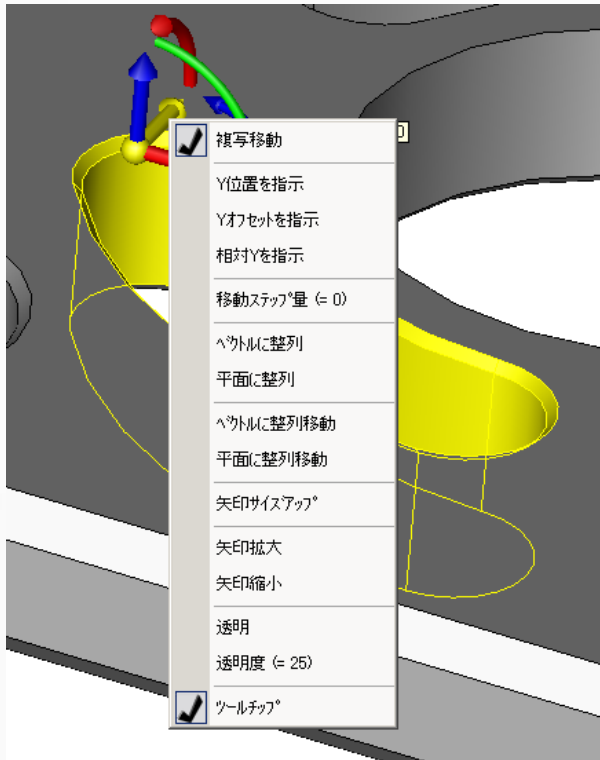 複写移動
Y位置を指示
Yオフセットを指示
相対Yを指示
移動ステップ量 (= 0)
ベクトルに整列
平面に整列
ベクトルに整列移動
平面に整列移動
矢印サイズアップ
矢印拡大
矢印縮小
透明
透明度 (= 25)
ツールチップ